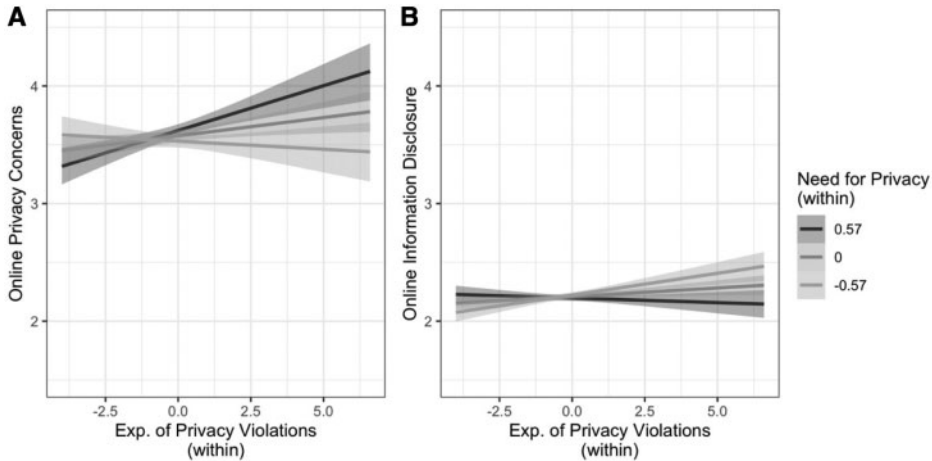 A
B
Online Privacy Concerns
4
3
2
-2.5
0.0
2.5
5.0
Exp. of Privacy Violations
(within)
Online Information Disclosure
4
3
2
-2.5
0.0
2.5
5.0
Exp. of Privacy Violations
(within)
Need for Privacy
(within)
0.57
0
-0.57